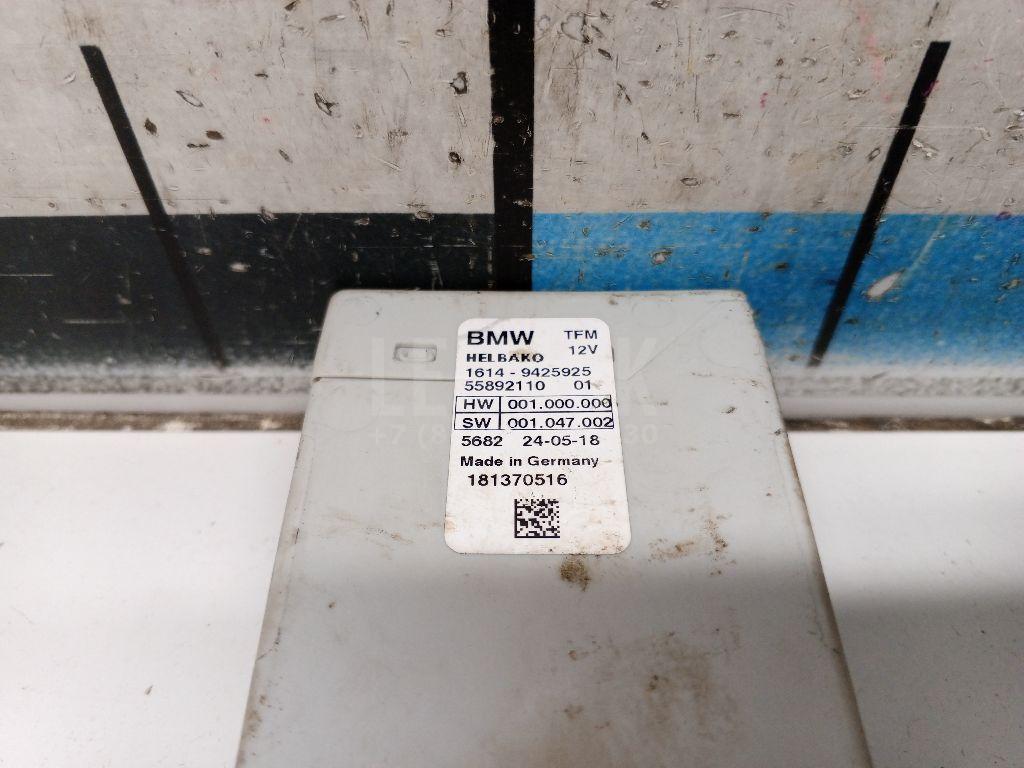 BMW TFM
12V
HELBAKO
1614 - 9425925
55892110 01
HW 001.000.000
SW 001.047.002
5682 24-05-18
Made in Germany
181370516